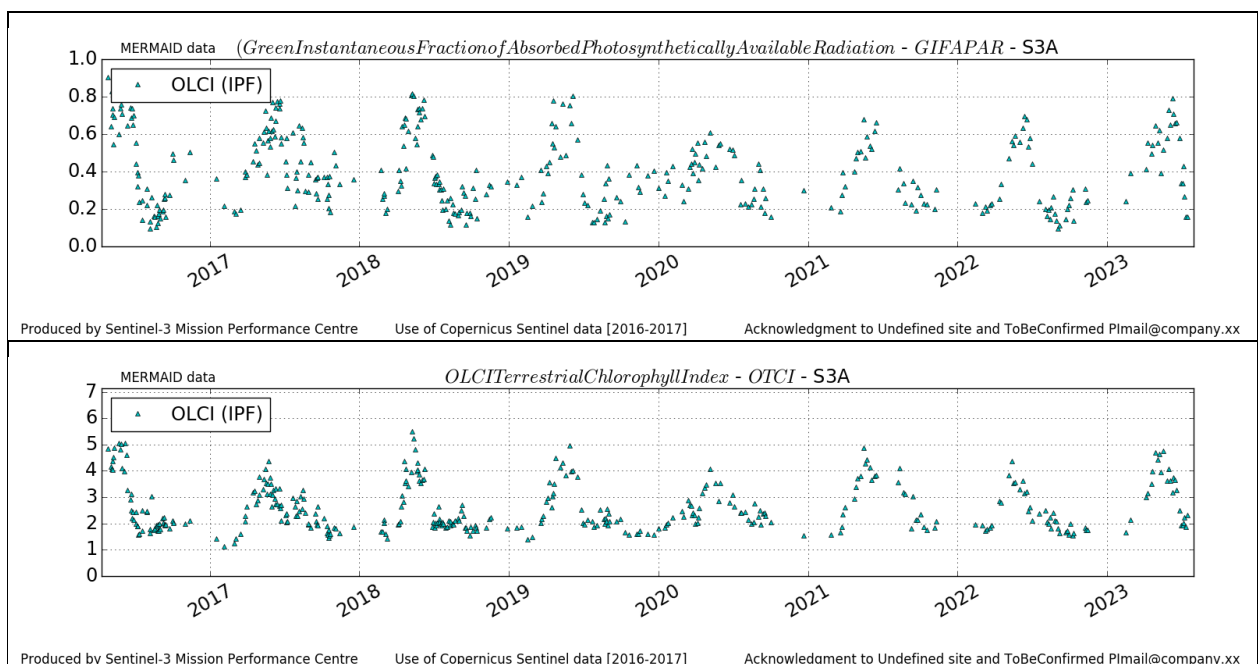 MERMAID data (GreenInstantaneousFractionofAbsorbedPhotosyntheticallyAvailableRadiation - GIFAPAR - S3A
1.0
OLCI (IPF)
0.8
0.6
0.4
0.2
0.0
2017 2018 2019 2020 2021 2022 2023
Produced by Sentinel-3 Mission Performance Centre Use of Copernicus Sentinel data [2016-2017] Acknowledgment to Undefined site and ToBeConfirmed PImail@company.xx
MERMAID data OLCITerrestrialChlorophyllIndex - OTCI - S3A
7
OLCI (IPF)
6
5
4
3
2
1
0
2017 2018 2019 2020 2021 2022 2023
Produced by Sentinel-3 Mission Performance Centre Use of Copernicus Sentinel data [2016-2017] Acknowledgment to Undefined site and ToBeConfirmed PImail@company.xx